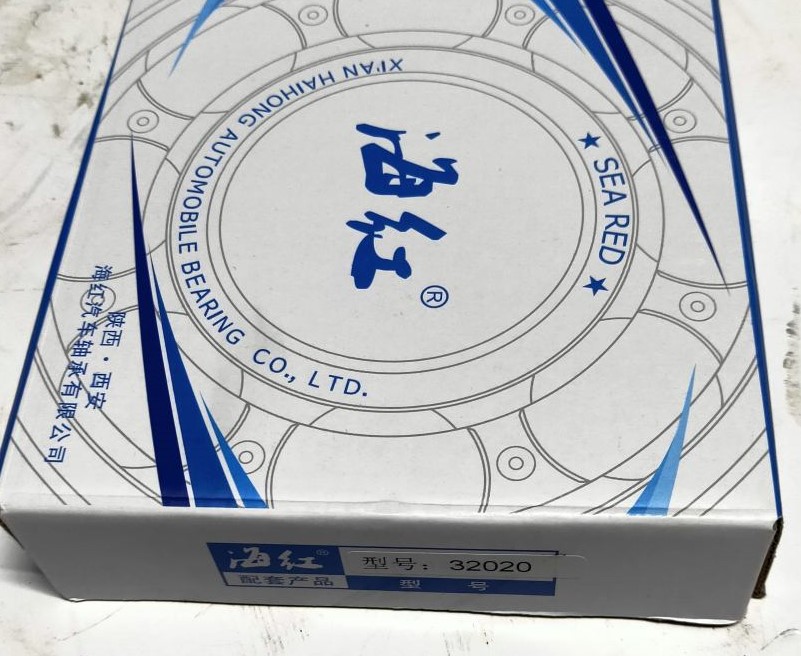 XI'AN HAIHONG AUTOMOBILE BEARING CO., LTD.
★ SEA RED ★
海红®
陕西·西安
海红汽车轴承有限公司
海红®
配套产品
型号：32020
型 号